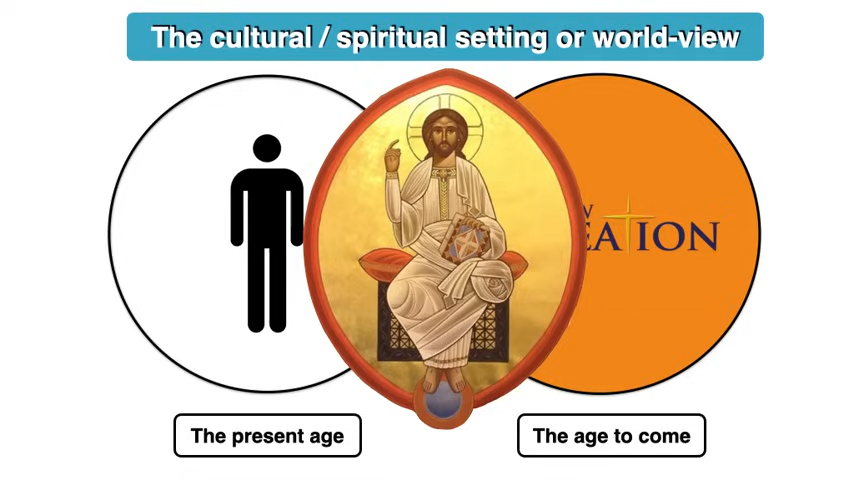 The cultural / spiritual setting or world-view
The present age
The age to come